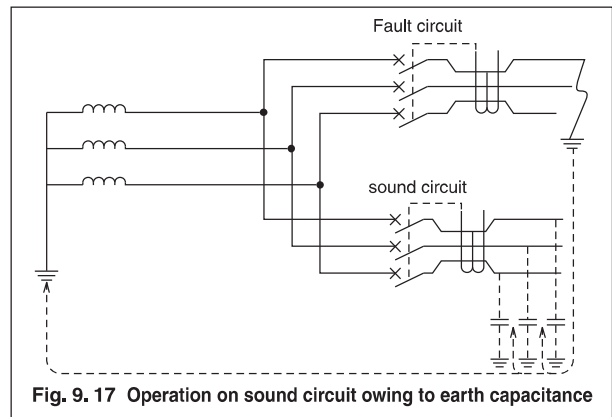 Fault circuit
sound circuit
Fig. 9. 17 Operation on sound circuit owing to earth capacitance